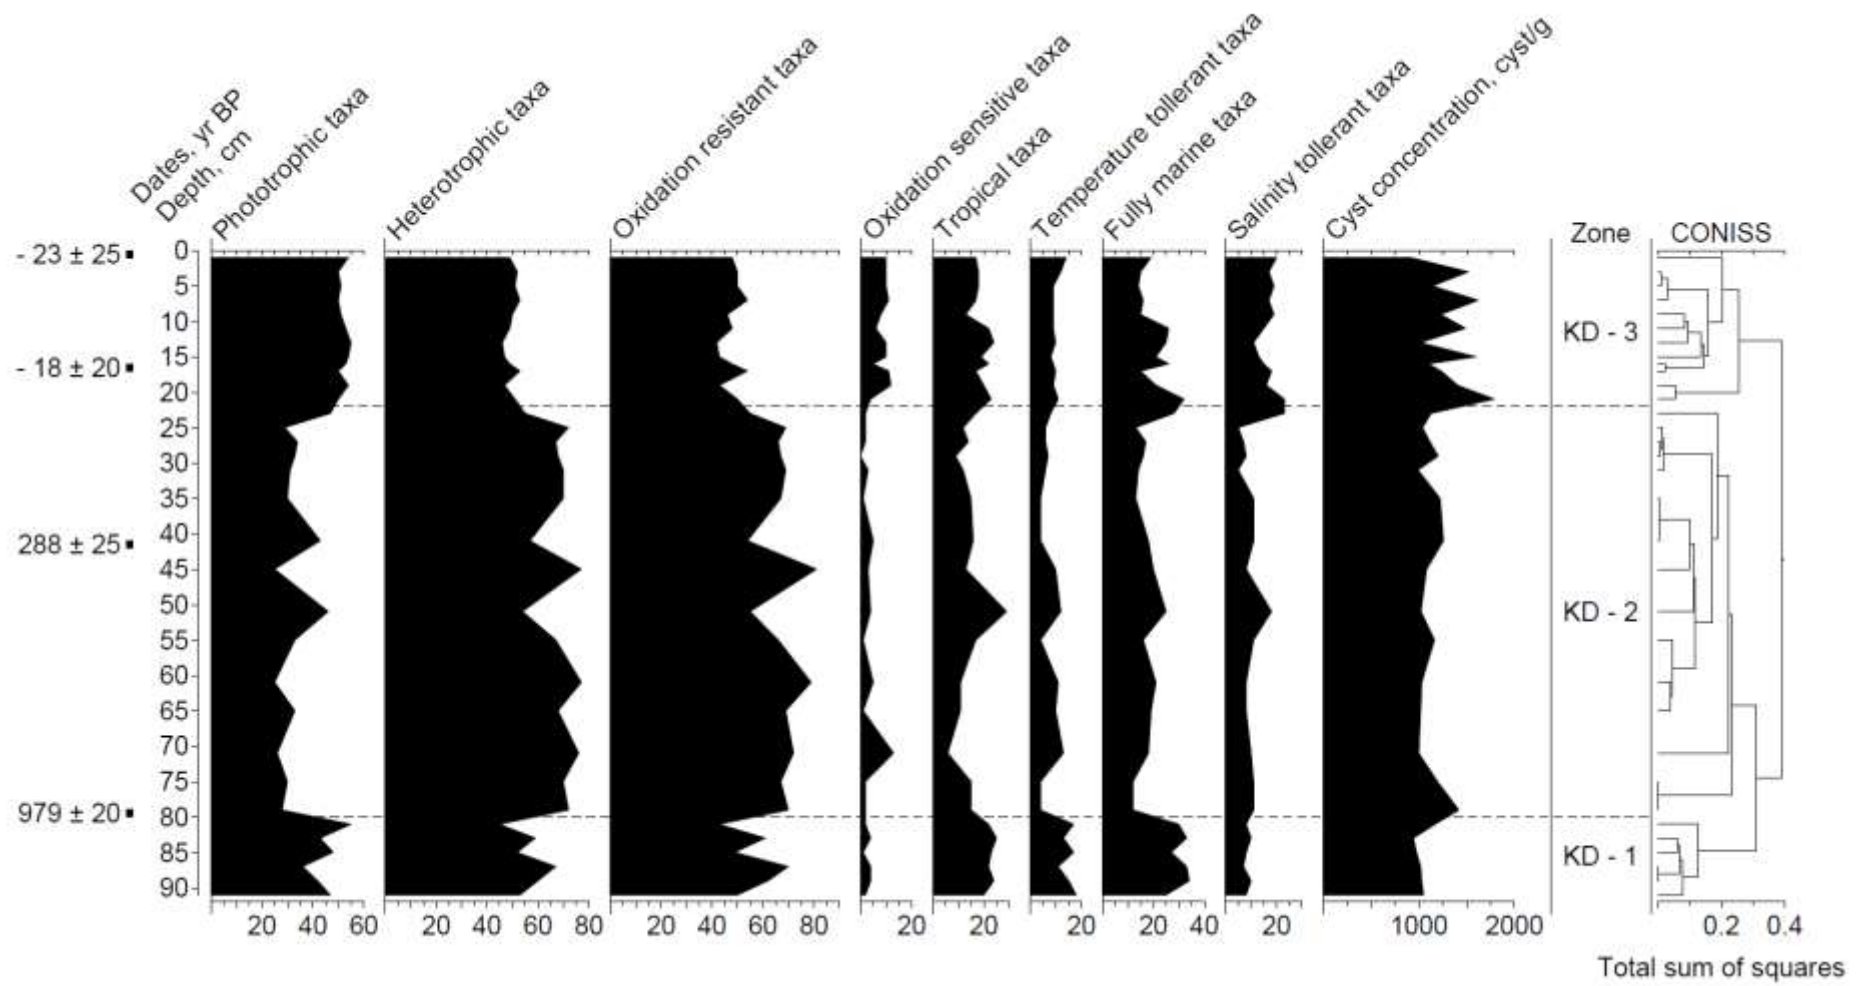 Dates, yr BP
Depth, cm
Phototrophic taxa
Heterotrophic taxa
Oxidation resistant taxa
Oxidation sensitive taxa
Tropical taxa
Temperature tollerant taxa
Fully marine taxa
Salinity tollerant taxa
Cyst concentration, cyst/g
Zone
CONISS
- 23 ± 25
- 18 ± 20
288 ± 25
979 ± 20
0
5
10
15
20
25
30
35
40
45
50
55
60
65
70
75
80
85
90
KD - 3
KD - 2
KD - 1
20 40 60 20 40 60 80 20 40 60 80 20 20 20 20 40 20 1000 2000 0.2 0.4
Total sum of squares